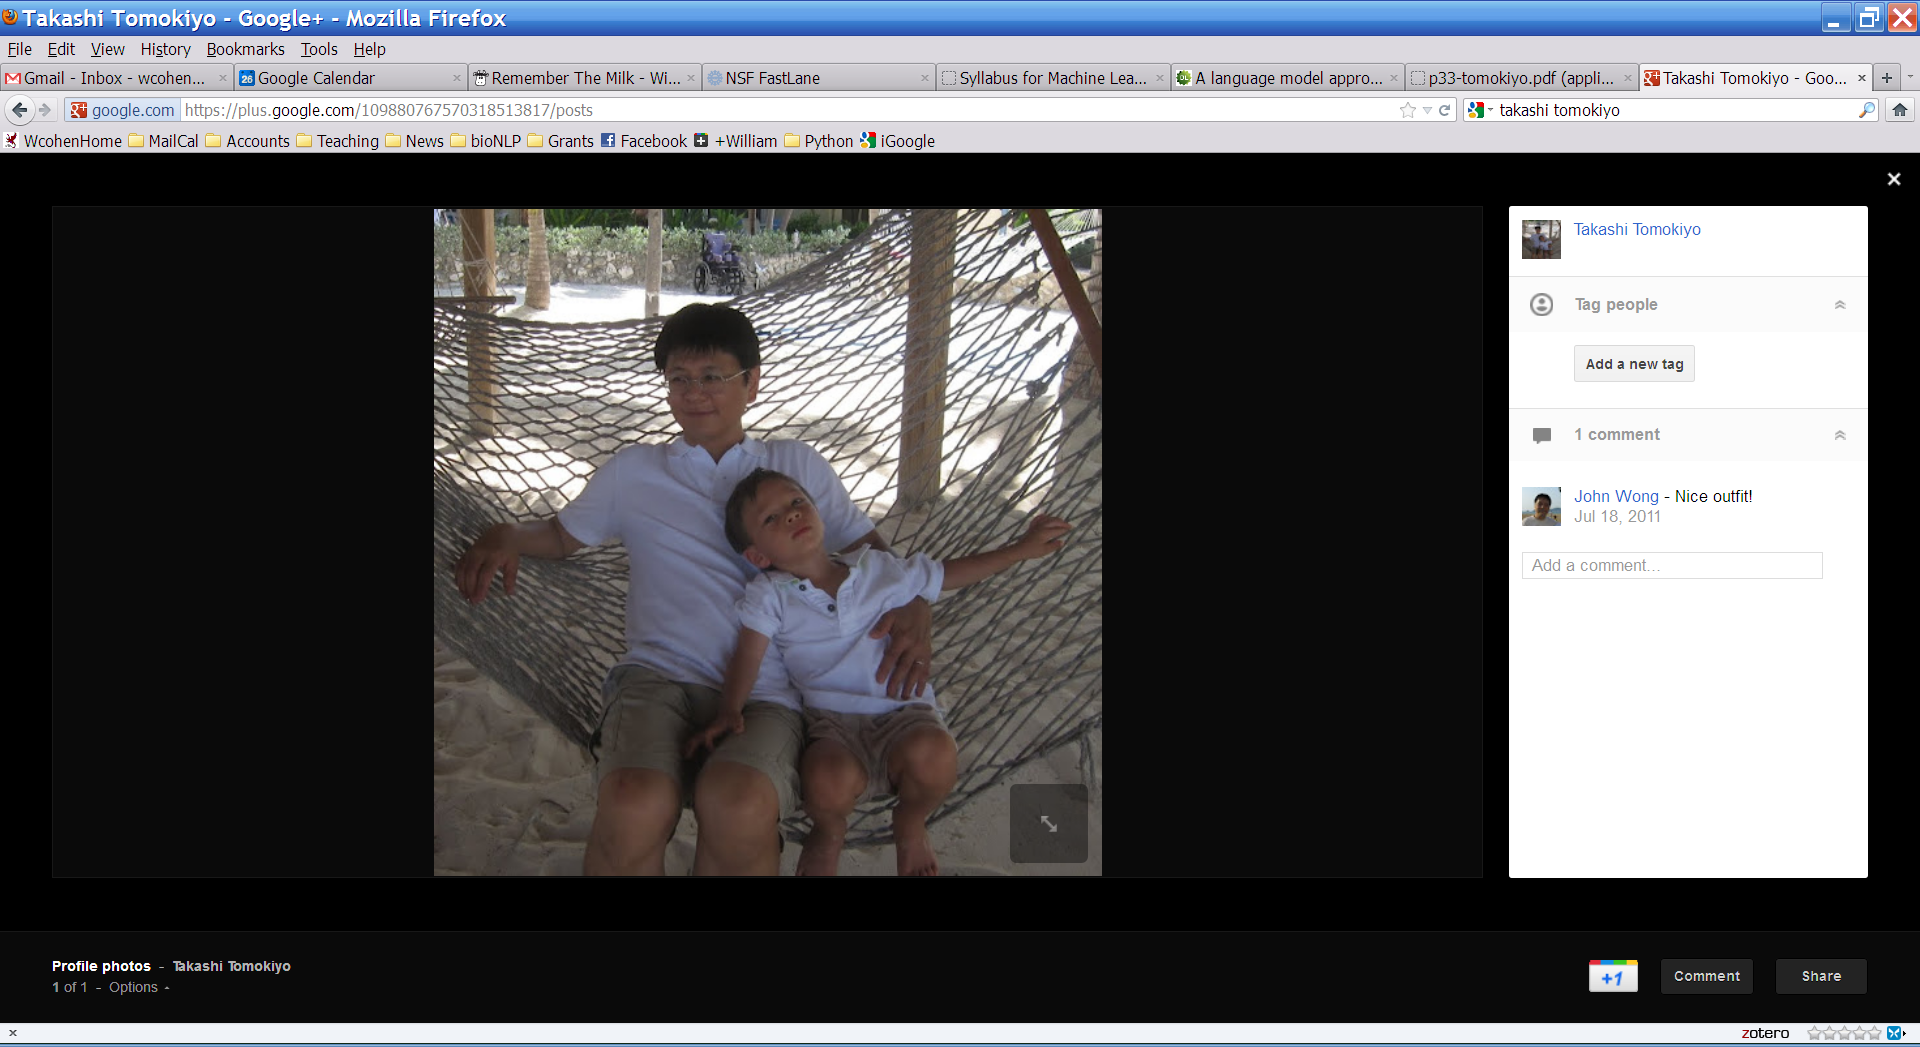 Takashi Tomokiyo - Google+ - Mozilla Firefox
File Edit View History Bookmarks Tools Help
Gmail - Inbox - wcohen... Google Calendar Remember The Milk - Wi... NSF FastLane Syllabus for Machine Lea... A language model appro... p33-tomokiyo.pdf (appli... Takashi Tomokiyo - Goo...
google.com https://plus.google.com/109880767570318513817/posts takashi tomokiyo
WcohenHome MailCal Accounts Teaching News bioNLP Grants Facebook +William Python iGoogle
Takashi Tomokiyo
Tag people
Add a new tag
1 comment
John Wong - Nice outfit!
Jul 18, 2011
Add a comment...
Profile photos - Takashi Tomokiyo
1 of 1 - Options
+1 Comment Share
zotero